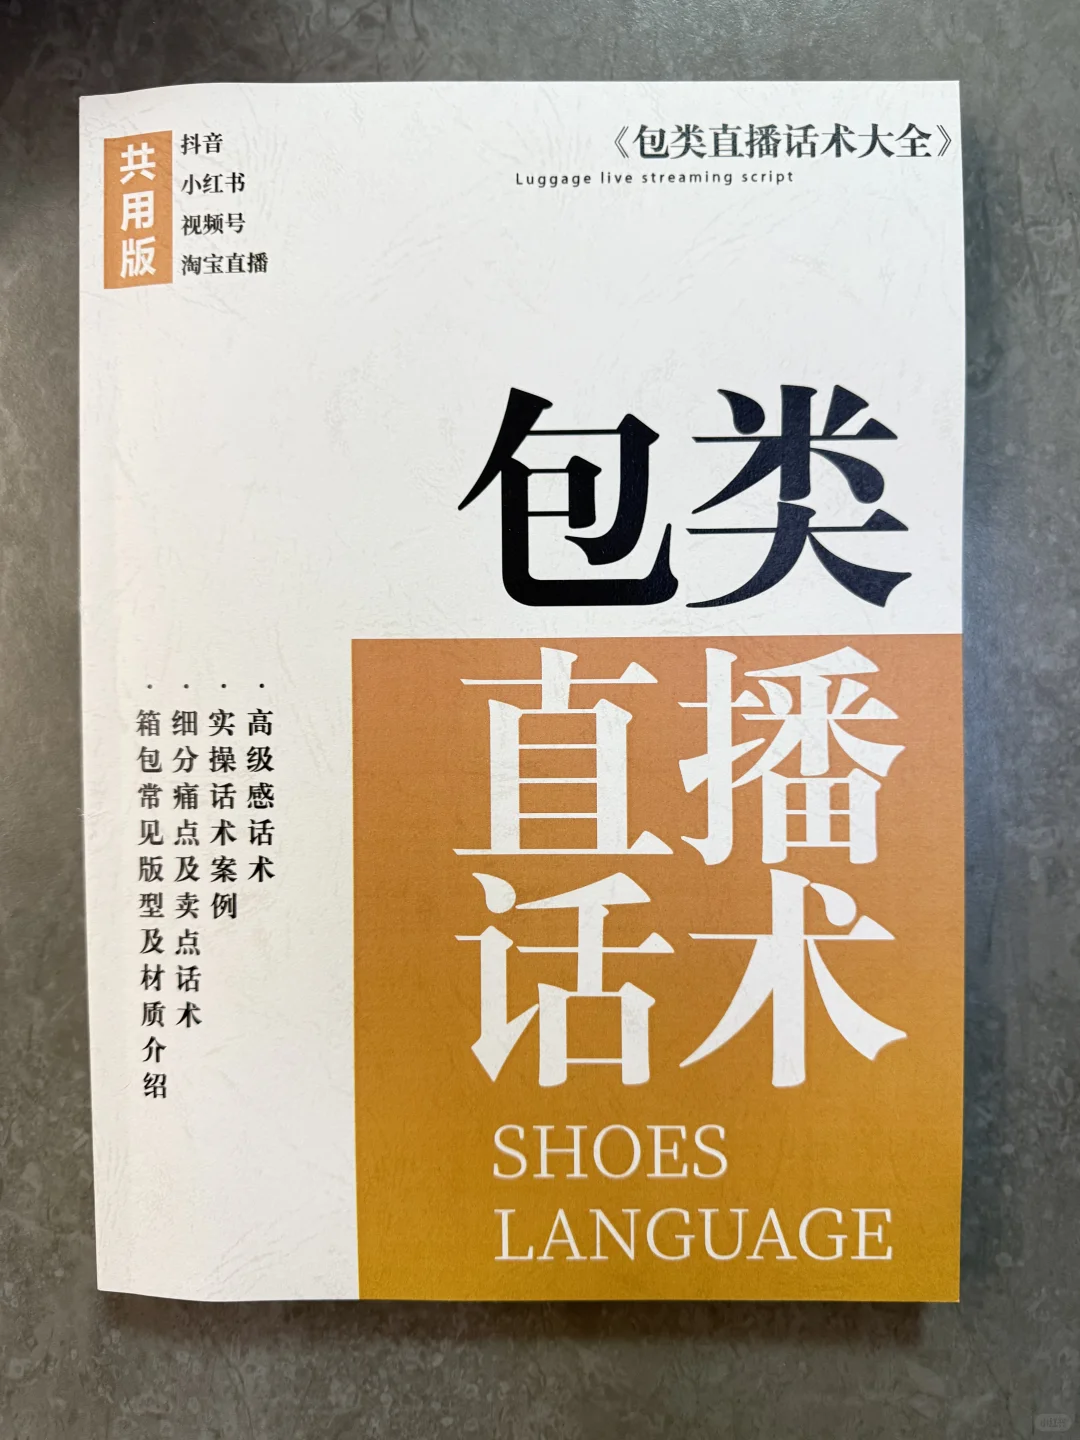 共用版
抖音
小红书
视频号
淘宝直播
《包类直播话术大全》
Luggage live streaming script
包类
直播
话术
SHOES
LANGUAGE
·高级感话术
·实操话术案例
·细分痛点及卖点话术
·箱包常见版型及材质介绍
小红书